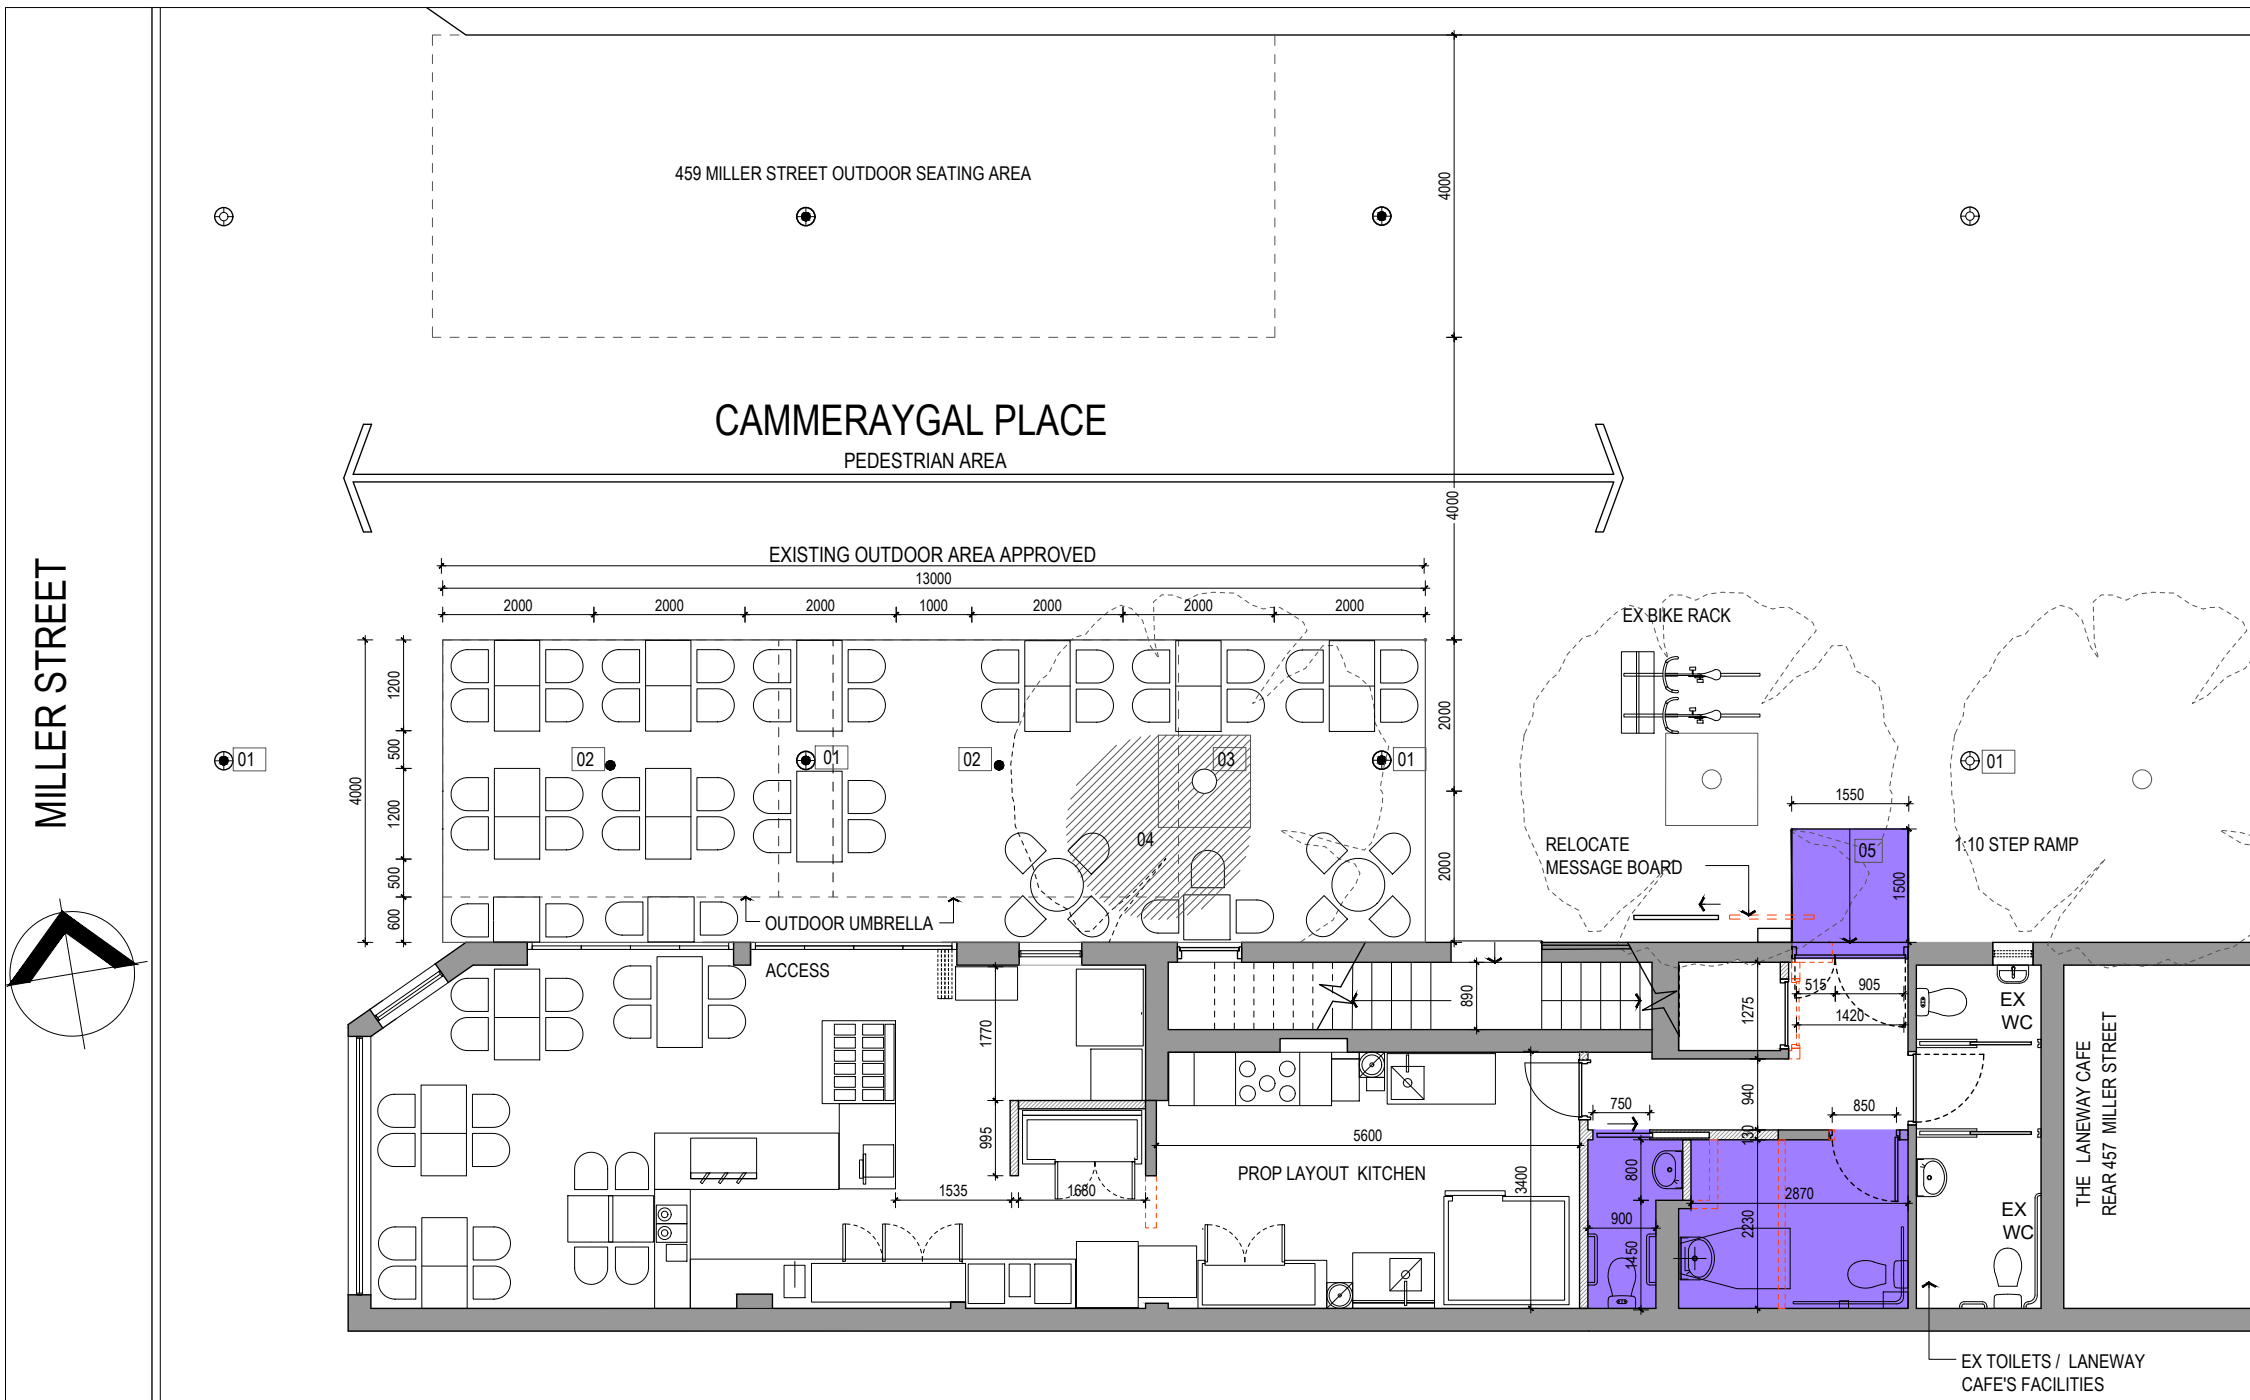 459 MILLER STREET OUTDOOR SEATING AREA
4000
CAMMERAYGAL PLACE
PEDESTRIAN AREA
4000
MILLER STREET
EXISTING OUTDOOR AREA APPROVED
13000
2000
2000
2000
1000
2000
2000
2000
EX BIKE RACK
4000
1200
500
1200
500
600
2000
2000
01
02
01
02
03
01
01
04
1550
05
1500
1:10 STEP RAMP
RELOCATE
MESSAGE BOARD
OUTDOOR UMBRELLA
ACCESS
1770
995
1535
1680
890
1275
515
905
1420
EX
WC
940
130
750
850
5600
3400
PROP LAYOUT KITCHEN
800
900
1450
2870
2230
EX
WC
THE LANEWAY CAFE
REAR 457 MILLER STREET
EX TOILETS / LANEWAY
CAFE'S FACILITIES